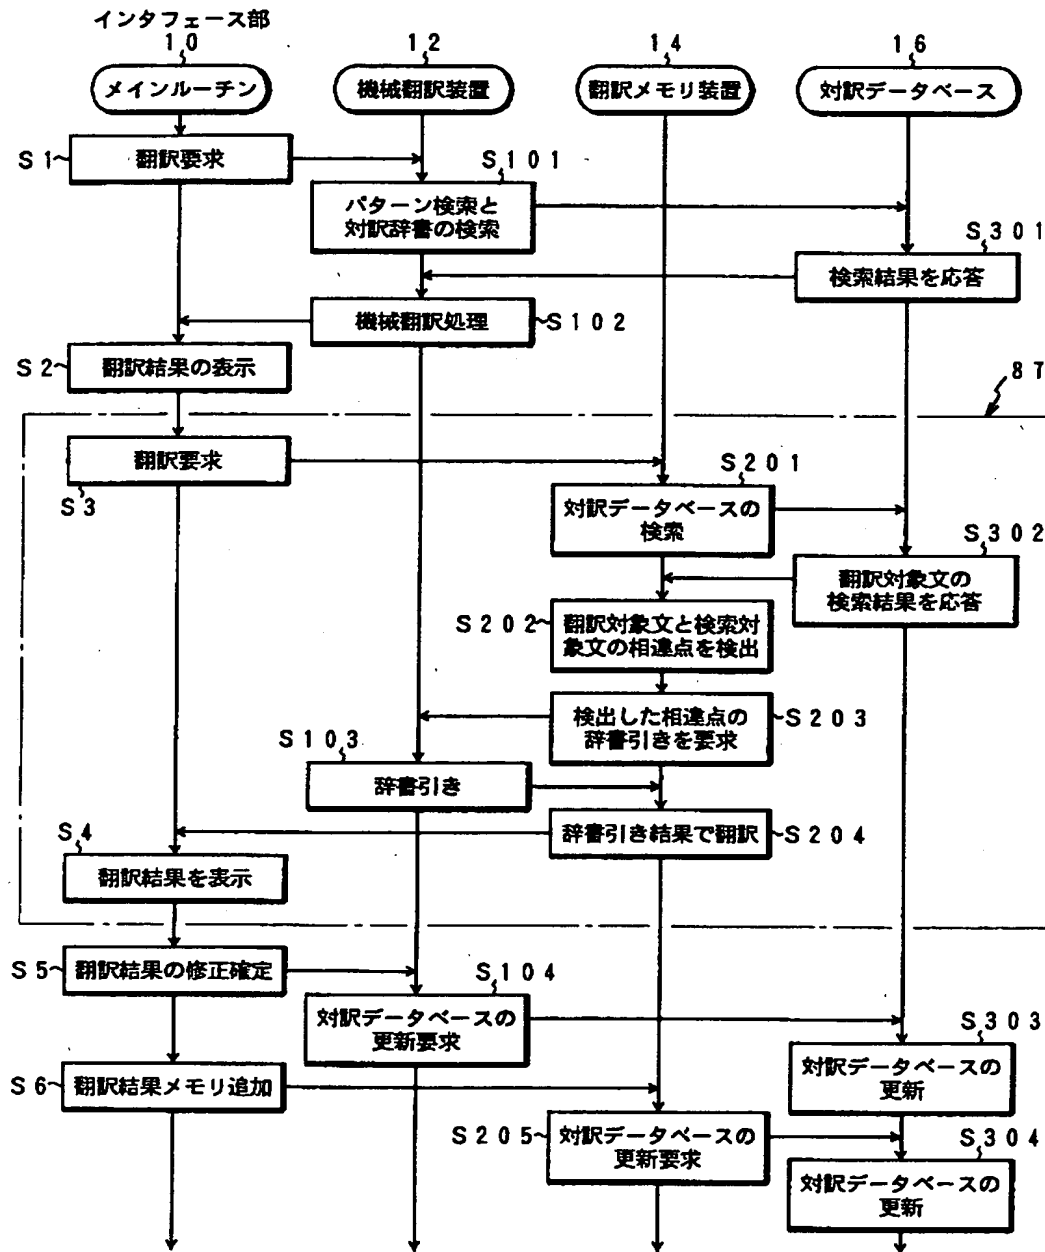 インタフェース部
10
12
14
16
メインルーチン
機械翻訳装置
翻訳メモリ装置
対訳データベース
S1
翻訳要求
S101
パターン検索と
対訳辞書の検索
S301
検索結果を応答
機械翻訳処理
S102
S2
翻訳結果の表示
87
翻訳要求
S3
S201
対訳データベースの
検索
S302
翻訳対象文の
検索結果を応答
S202
翻訳対象文と検索対
象文の相違点を検出
検出した相違点の
辞書引きを要求
S203
S103
辞書引き
辞書引き結果で翻訳
S204
S4
翻訳結果を表示
S5
翻訳結果の修正確定
S104
対訳データベースの
更新要求
S303
対訳データベースの
更新
S6
翻訳結果メモリ追加
S205
対訳データベースの
更新要求
S304
対訳データベースの
更新